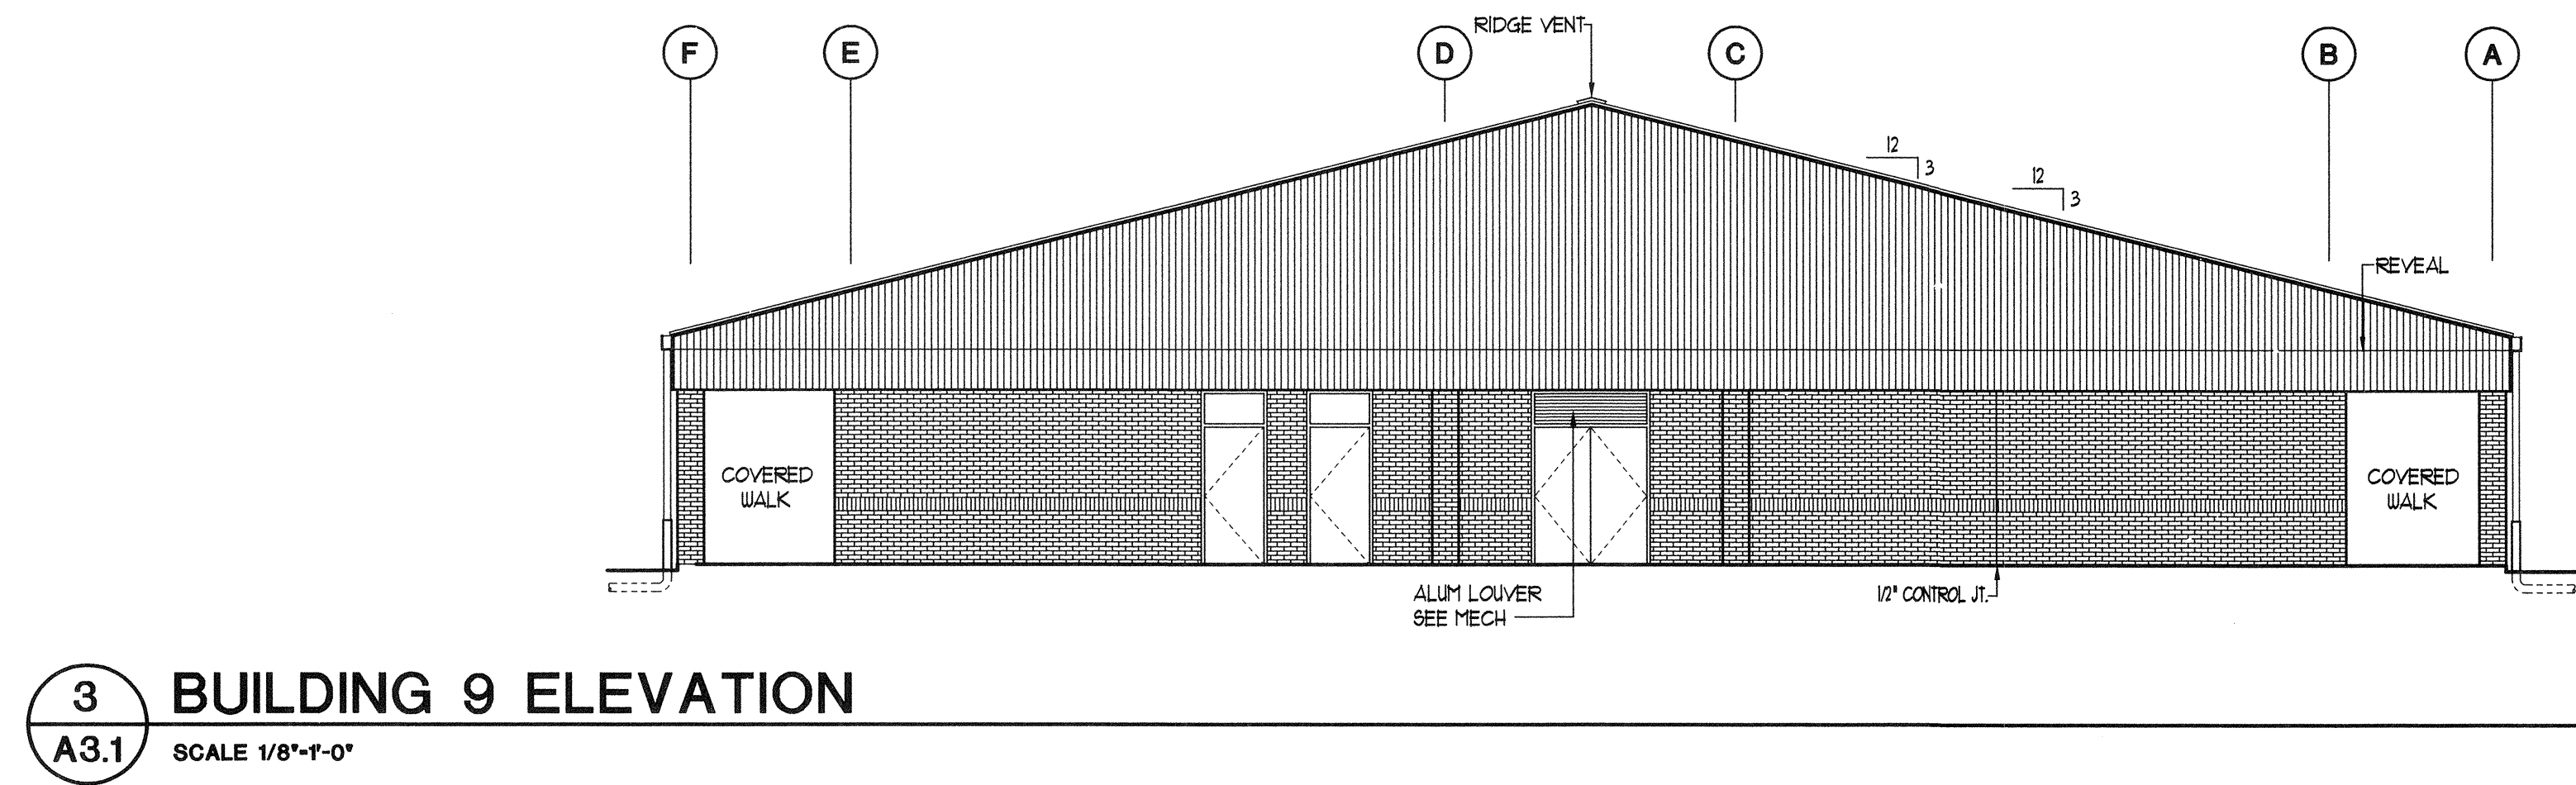 F E D RIDGE VENT C B A
12
3
12
3
REVEAL
COVERED
WALK
COVERED
WALK
ALUM LOUVER
SEE MECH
1/2" CONTROL JT.
3
BUILDING 9 ELEVATION
A3.1
SCALE 1/8"-1'-0"